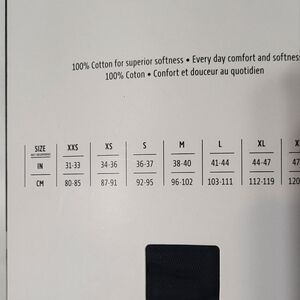 100% Cotton for superior softness • Every day comfort and softness
100% Coton • Confort et douceur au quotidien
SIZE XXS XS S M L XL X
IN 31-33 34-36 36-37 38-40 41-44 44-47 47
CM 80-85 87-91 92-95 96-102 103-111 112-119 120